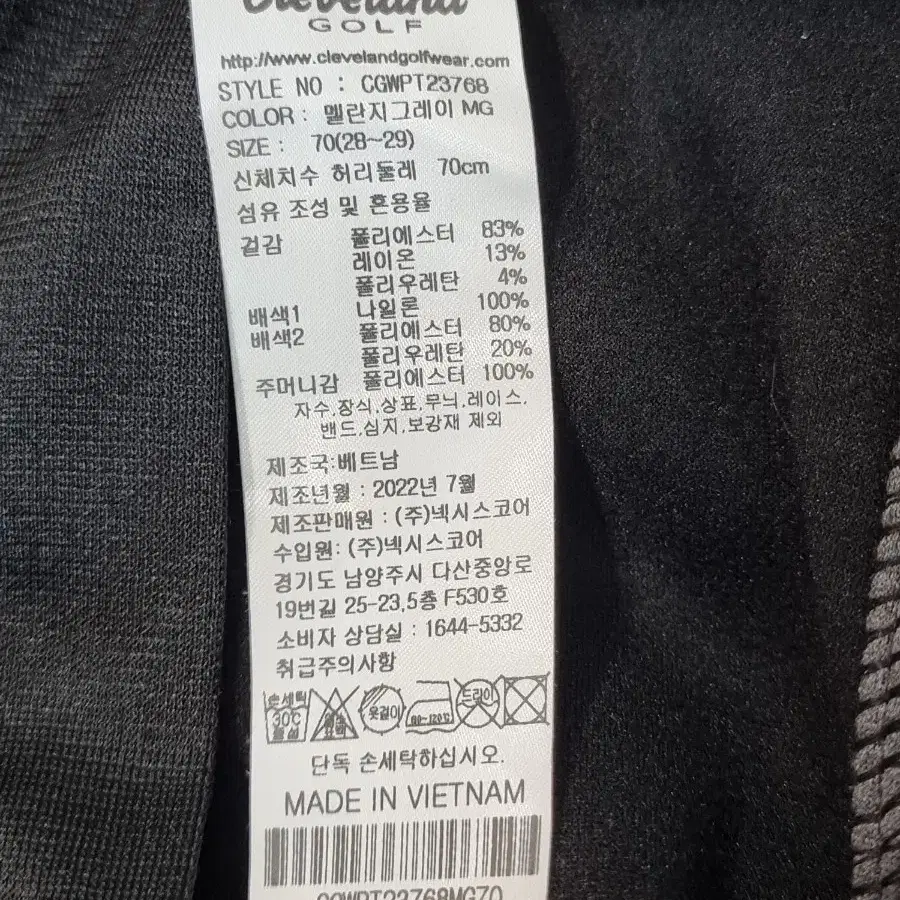 Cleveland
GOLF
http://www.clevelandgolfwear.com
STYLE NO : CGWPT23768
COLOR : 멜란지그레이 MG
SIZE : 70(28~29)
신체치수 허리둘레 70cm
섬유 조성 및 혼용율
겉감 폴리에스터 83%
레이온 13%
폴리우레탄 4%
배색1 나일론 100%
배색2 폴리에스터 80%
폴리우레탄 20%
주머니감 폴리에스터 100%
자수,장식,상표,무늬,레이스,
밴드,심지,보강재 제외
제조국:베트남
제조년월 : 2022년 7월
제조판매원 : (주)넥시스코어
수입원: (주)넥시스코어
경기도 남양주시 다산중앙로
19번길 25-23,5층 F530호
소비자 상담실 : 1644-5332
취급주의사항
손세탁 30℃ 중성 염소 표백 옷걸이 80~120℃ 드라이
단독 손세탁하십시오.
MADE IN VIETNAM
CGWPT23768MG70